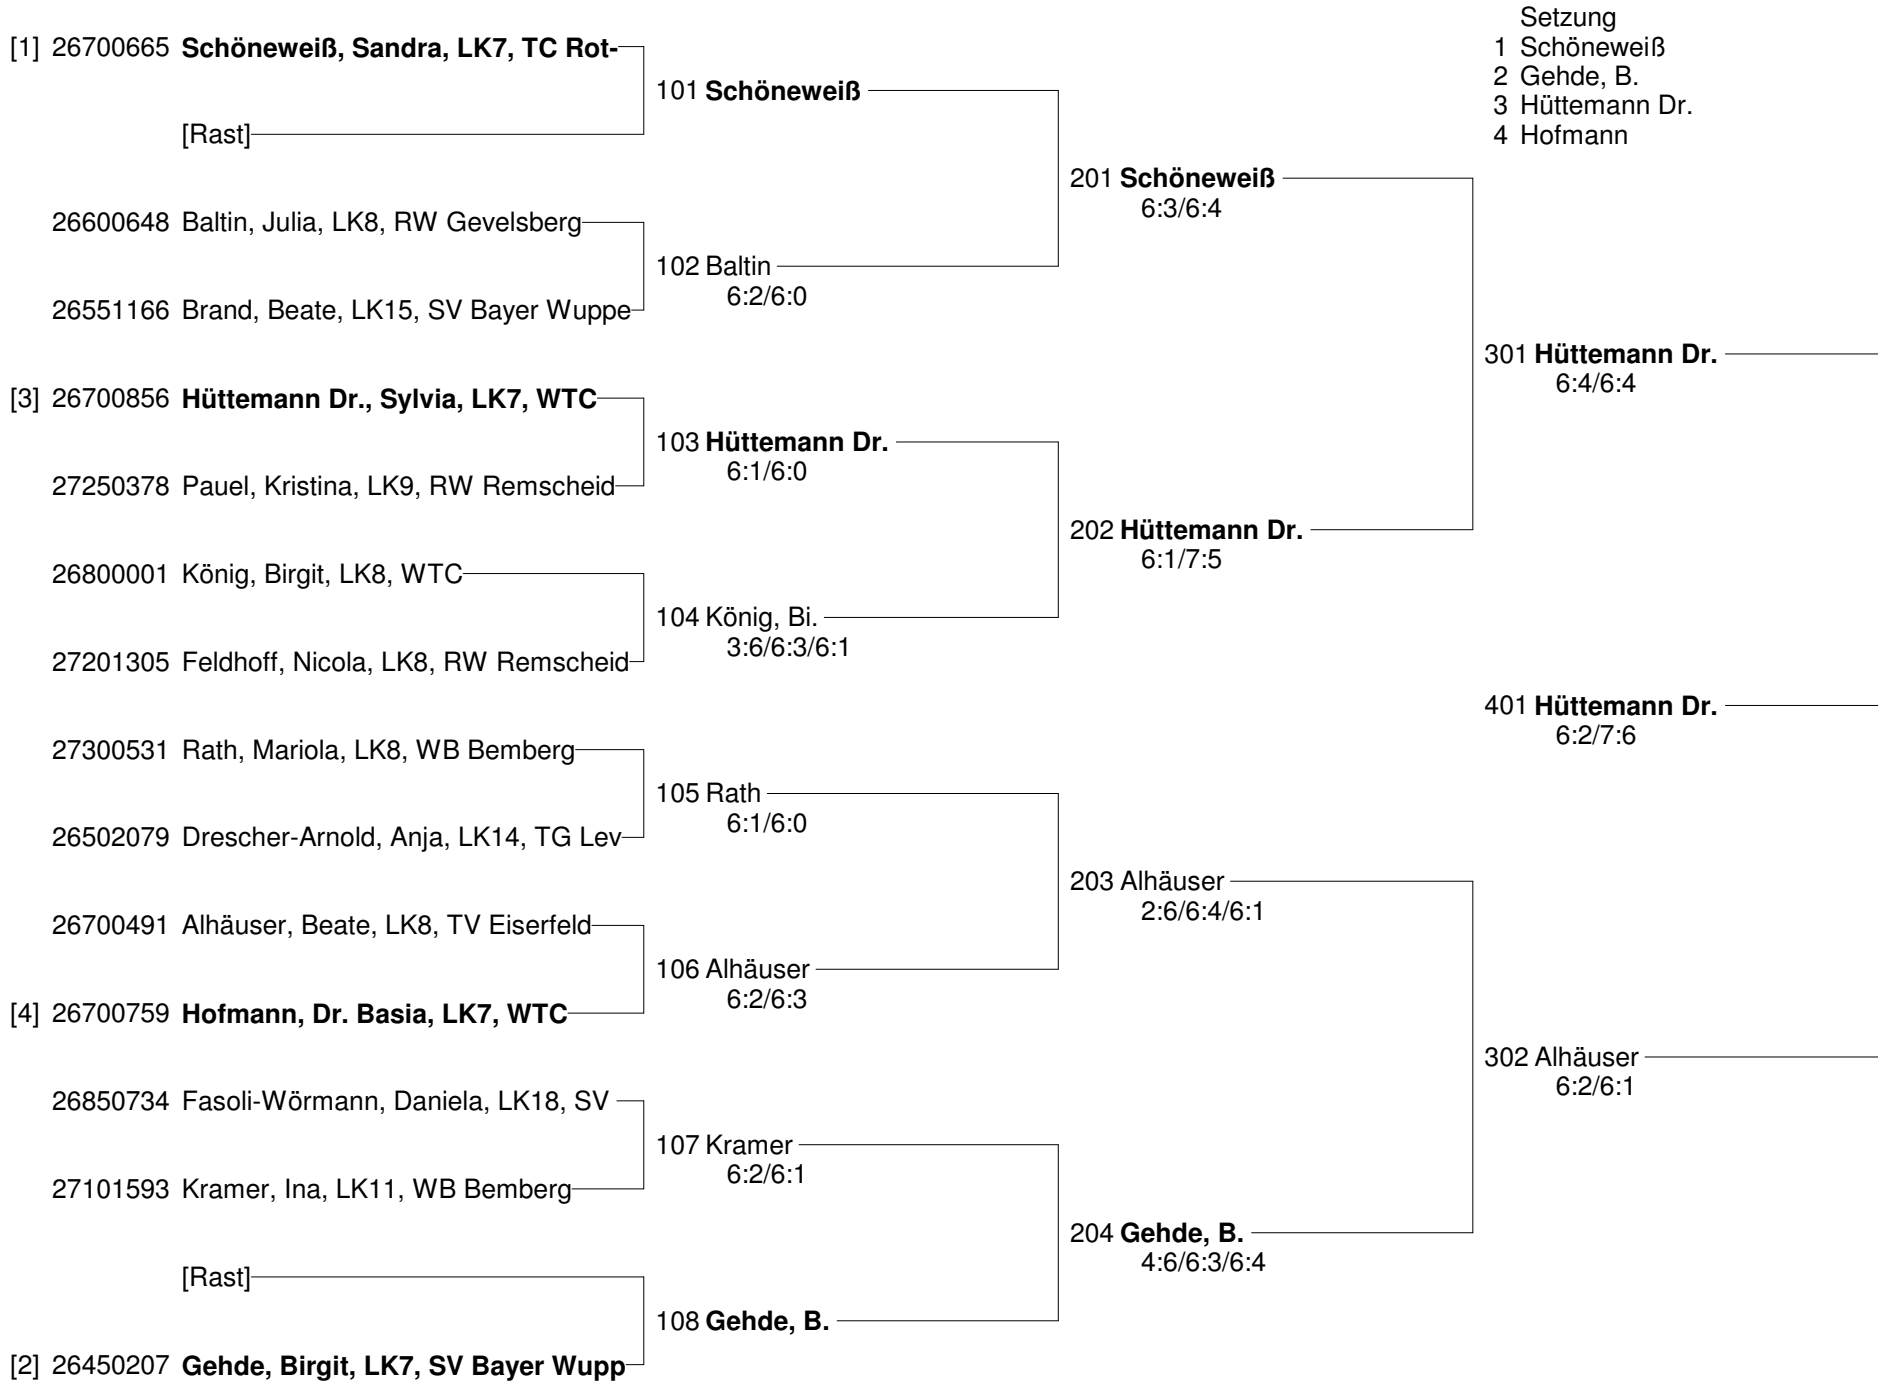 Setzung
1 Schöneweiß
2 Gehde, B.
3 Hüttemann Dr.
4 Hofmann
[1] 26700665 Schöneweiß, Sandra, LK7, TC Rot-
[Rast]
26600648 Baltin, Julia, LK8, RW Gevelsberg
26551166 Brand, Beate, LK15, SV Bayer Wuppe
[3] 26700856 Hüttemann Dr., Sylvia, LK7, WTC
27250378 Pauel, Kristina, LK9, RW Remscheid
26800001 König, Birgit, LK8, WTC
27201305 Feldhoff, Nicola, LK8, RW Remscheid
27300531 Rath, Mariola, LK8, WB Bemberg
26502079 Drescher-Arnold, Anja, LK14, TG Lev
26700491 Alhäuser, Beate, LK8, TV Eiserfeld
[4] 26700759 Hofmann, Dr. Basia, LK7, WTC
26850734 Fasoli-Wörmann, Daniela, LK18, SV
27101593 Kramer, Ina, LK11, WB Bemberg
[Rast]
[2] 26450207 Gehde, Birgit, LK7, SV Bayer Wupp
101 Schöneweiß
102 Baltin
6:2/6:0
103 Hüttemann Dr.
6:1/6:0
104 König, Bi.
3:6/6:3/6:1
105 Rath
6:1/6:0
106 Alhäuser
6:2/6:3
107 Kramer
6:2/6:1
108 Gehde, B.
201 Schöneweiß
6:3/6:4
202 Hüttemann Dr.
6:1/7:5
203 Alhäuser
2:6/6:4/6:1
204 Gehde, B.
4:6/6:3/6:4
301 Hüttemann Dr.
6:4/6:4
401 Hüttemann Dr.
6:2/7:6
302 Alhäuser
6:2/6:1